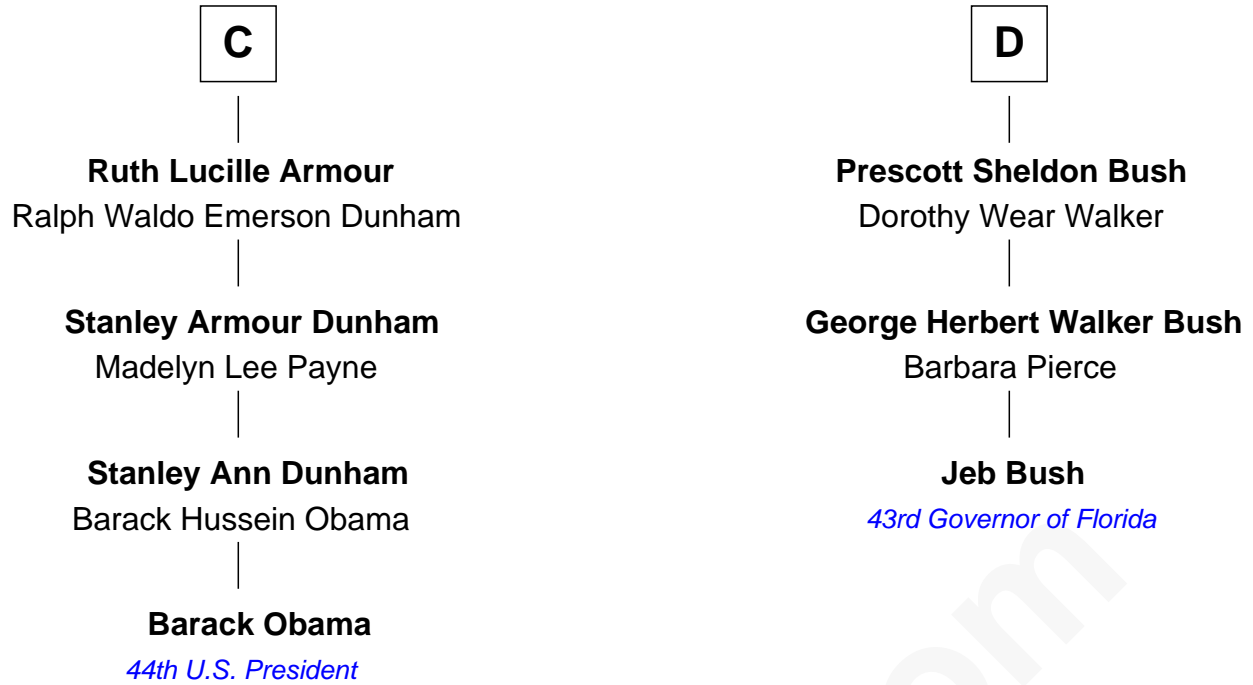 C
Ruth Lucille Armour
Ralph Waldo Emerson Dunham
Stanley Armour Dunham
Madelyn Lee Payne
Stanley Ann Dunham
Barack Hussein Obama
Barack Obama
44th U.S. President
D
Prescott Sheldon Bush
Dorothy Wear Walker
George Herbert Walker Bush
Barbara Pierce
Jeb Bush
43rd Governor of Florida
om